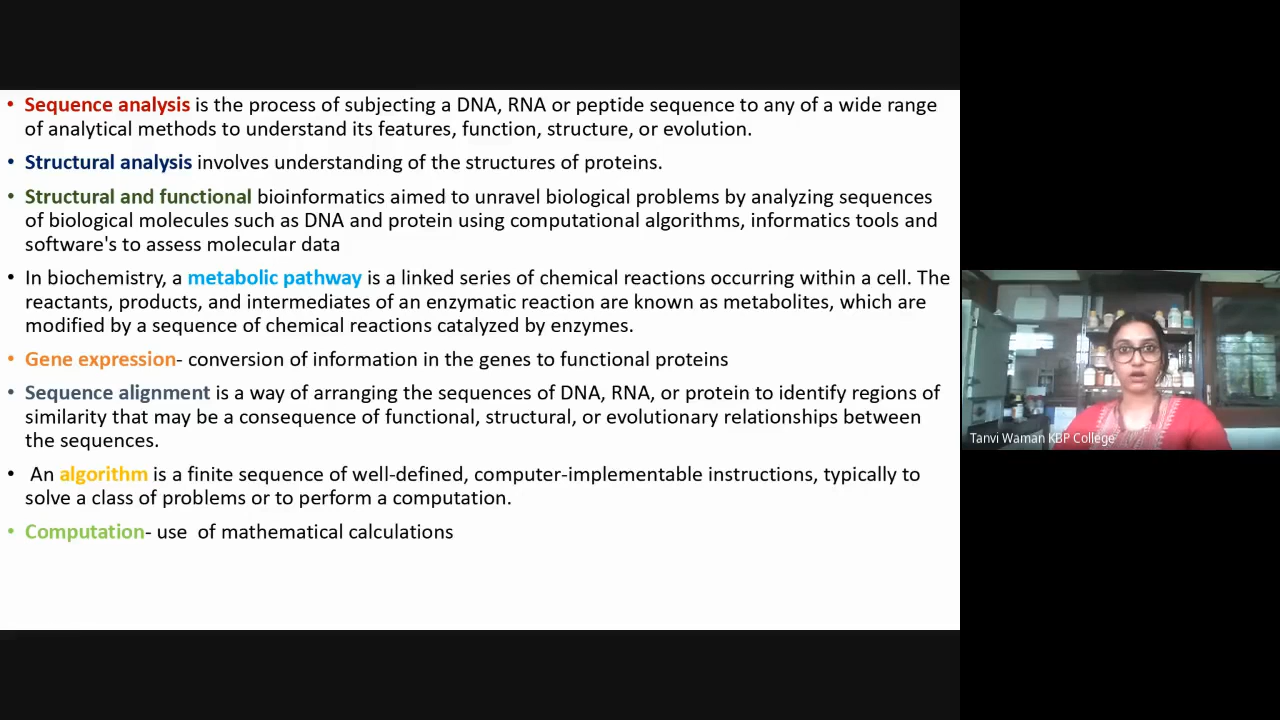 • Sequence analysis is the process of subjecting a DNA, RNA or peptide sequence to any of a wide range
of analytical methods to understand its features, function, structure, or evolution.
• Structural analysis involves understanding of the structures of proteins.
• Structural and functional bioinformatics aimed to unravel biological problems by analyzing sequences
of biological molecules such as DNA and protein using computational algorithms, informatics tools and
software's to assess molecular data
• In biochemistry, a metabolic pathway is a linked series of chemical reactions occurring within a cell. The
reactants, products, and intermediates of an enzymatic reaction are known as metabolites, which are
modified by a sequence of chemical reactions catalyzed by enzymes.
• Gene expression- conversion of information in the genes to functional proteins
• Sequence alignment is a way of arranging the sequences of DNA, RNA, or protein to identify regions of
similarity that may be a consequence of functional, structural, or evolutionary relationships between
the sequences.
• An algorithm is a finite sequence of well-defined, computer-implementable instructions, typically to
solve a class of problems or to perform a computation.
• Computation- use of mathematical calculations
Tanvi Waman KBP College